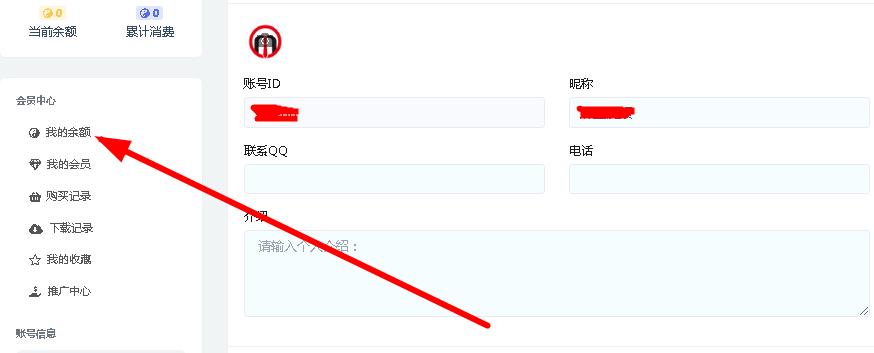 0 0
当前余额 累计消费
会员中心
我的余额
我的会员
购买记录
下载记录
我的收藏
推广中心
账号信息
账号ID 昵称
联系QQ 电话
介绍
请输入个人介绍：